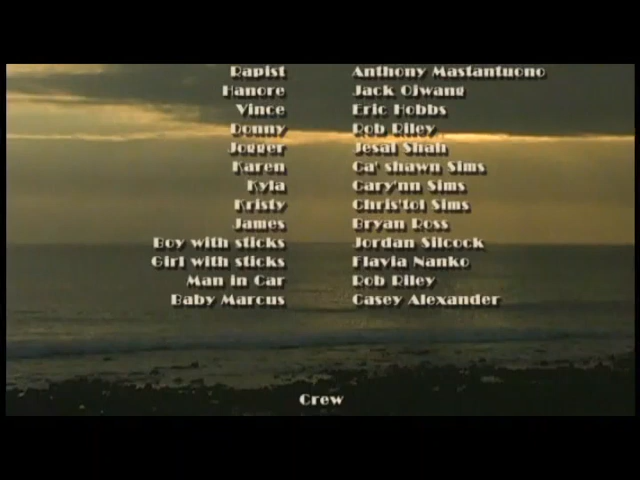 Rapist Anthony Mastantuono
Hanore Jack Ojwang
Vince Eric Hobbs
Donny Rob Riley
Jogger Jesal Shah
Karen Ca' shawn Sims
Kyla Cary'nn Sims
Kristy Chris'tol Sims
James Bryan Ross
Boy with sticks Jordan Silcock
Girl with sticks Flavia Nanko
Man in Car Rob Riley
Baby Marcus Casey Alexander
Crew